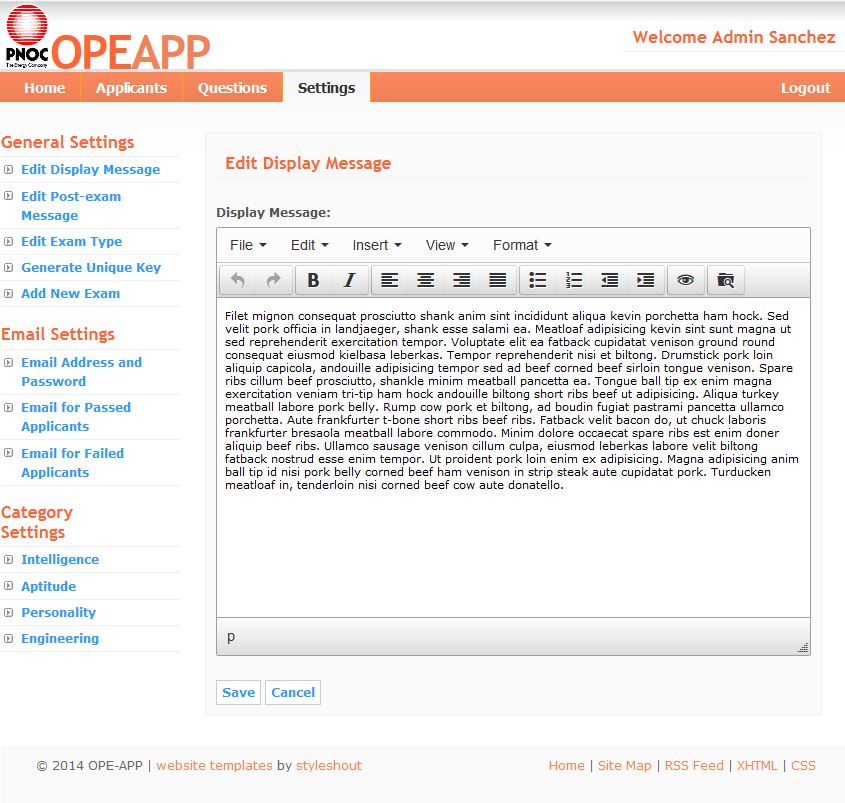 PNOC
The Energy Company
OPEAPP
Welcome Admin Sanchez
Home Applicants Questions Settings Logout
General Settings
Edit Display Message
Edit Post-exam
Message
Edit Exam Type
Generate Unique Key
Add New Exam
Email Settings
Email Address and
Password
Email for Passed
Applicants
Email for Failed
Applicants
Category
Settings
Intelligence
Aptitude
Personality
Engineering
Edit Display Message
Display Message:
File Edit Insert View Format
B I
Filet mignon consequat prosciutto shank anim sint incididunt aliqua kevin porchetta ham hock. Sed
velit pork officia in landjaeger, shank esse salami ea. Meatloaf adipisicing kevin sint sunt magna ut
sed reprehenderit exercitation tempor. Voluptate elit ea fatback cupidatat venison ground round
consequat eiusmod kielbasa leberkas. Tempor reprehenderit nisi et biltong. Drumstick pork loin
aliquip capicola, andouille adipisicing tempor sed ad beef corned beef sirloin tongue venison. Spare
ribs cillum beef prosciutto, shankle minim meatball pancetta ea. Tongue ball tip ex enim magna
exercitation veniam tri-tip ham hock andouille biltong short ribs beef ut adipisicing. Aliqua turkey
meatball labore pork belly. Rump cow pork et biltong, ad boudin fugiat pastrami pancetta ullamco
porchetta. Aute frankfurter t-bone short ribs beef ribs. Fatback velit bacon do, ut chuck laboris
frankfurter bresaola meatball labore commodo. Minim dolore occaecat spare ribs est enim doner
aliquip beef ribs. Ullamco sausage venison cillum culpa, eiusmod leberkas labore velit biltong
fatback nostrud esse enim tempor. Ut proident pork loin enim ex adipisicing. Magna adipisicing anim
ball tip id nisi pork belly corned beef ham venison in strip steak aute cupidatat pork. Turducken
meatloaf in, tenderloin nisi corned beef cow aute donatello.
p
Save Cancel
© 2014 OPE-APP | website templates by styleshout
Home | Site Map | RSS Feed | XHTML | CSS